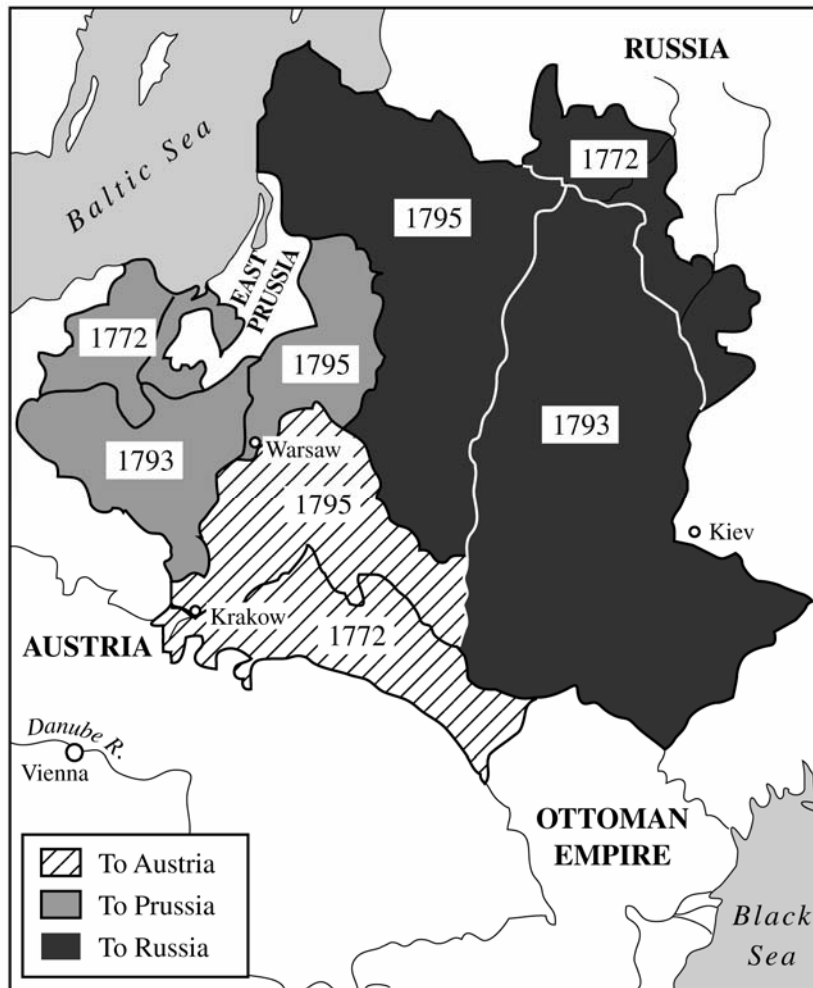 RUSSIA
1772
Baltic Sea
1795
EAST
PRUSSIA
1772
1795
1793
1793
Warsaw
1795
Kiev
Krakow
1772
AUSTRIA
Danube R.
Vienna
OTTOMAN
EMPIRE
To Austria
To Prussia
To Russia
Black
Sea